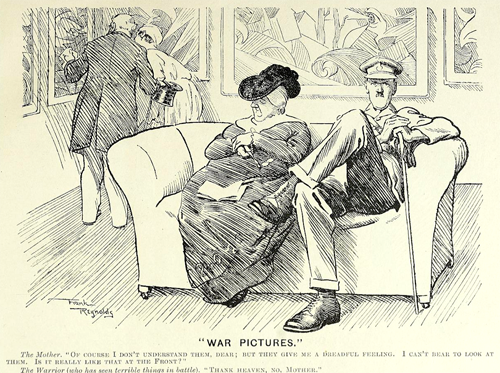 Frank
Reynolds
"WAR PICTURES."
The Mother. "OF COURSE I DON'T UNDERSTAND THEM, DEAR; BUT THEY GIVE ME A DREADFUL FEELING. I CAN'T BEAR TO LOOK AT
THEM. IS IT REALLY LIKE THAT AT THE FRONT?"
The Warrior (who has seen terrible things in battle). "THANK HEAVEN, NO, MOTHER."